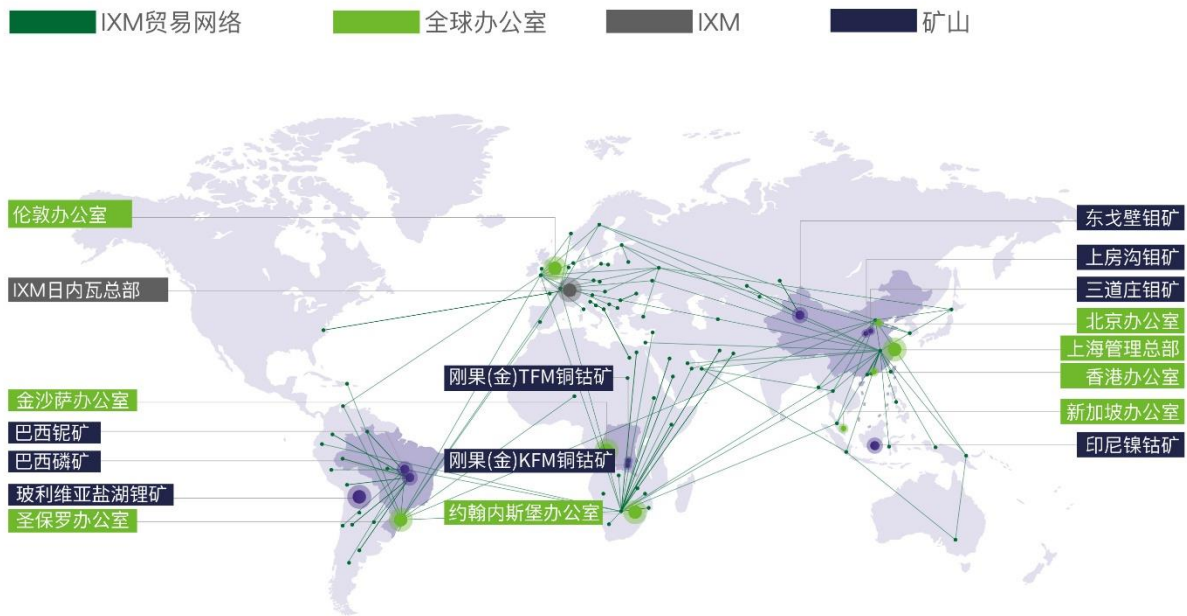 IXM贸易网络
全球办公室
IXM
矿山
伦敦办公室
IXM日内瓦总部
金沙萨办公室
巴西铌矿
巴西磷矿
玻利维亚盐湖锂矿
圣保罗办公室
刚果(金)TFM铜钴矿
刚果(金)KFM铜钴矿
约翰内斯堡办公室
东戈壁钼矿
上房沟钼矿
三道庄钼矿
北京办公室
上海管理总部
香港办公室
新加坡办公室
印尼镍钴矿